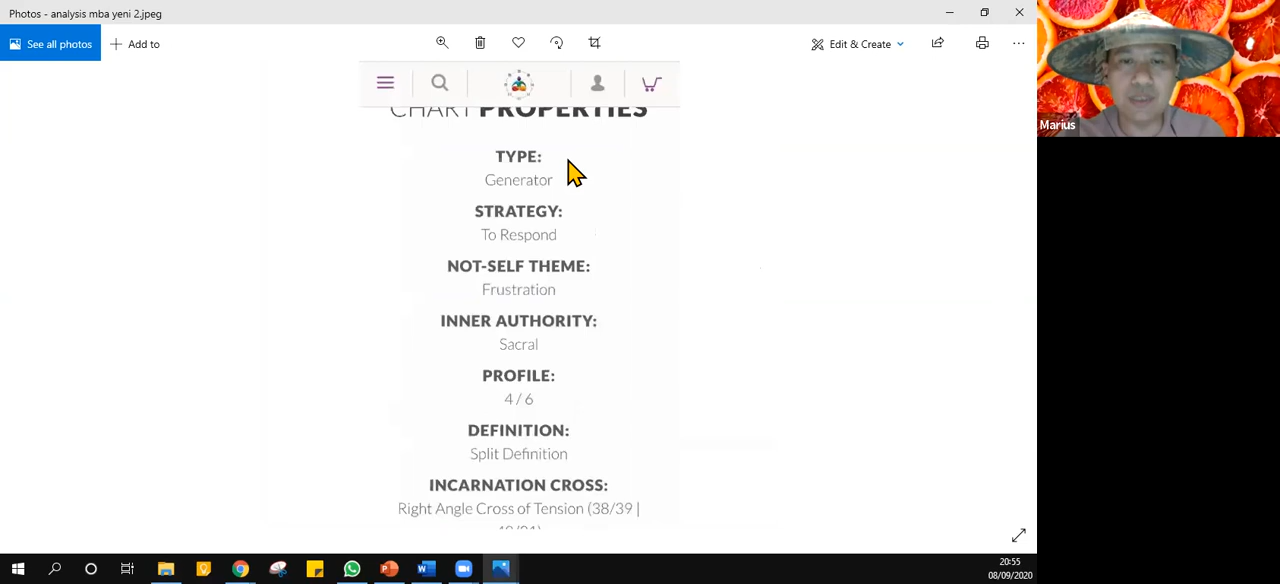 Photos - analysis mba yeni 2.jpeg
See all photos
Add to
Edit & Create
Marius
CHART PROPERTIES
TYPE:
Generator
STRATEGY:
To Respond
NOT-SELF THEME:
Frustration
INNER AUTHORITY:
Sacral
PROFILE:
4 / 6
DEFINITION:
Split Definition
INCARNATION CROSS:
Right Angle Cross of Tension (38/39 |
20:55
08/09/2020